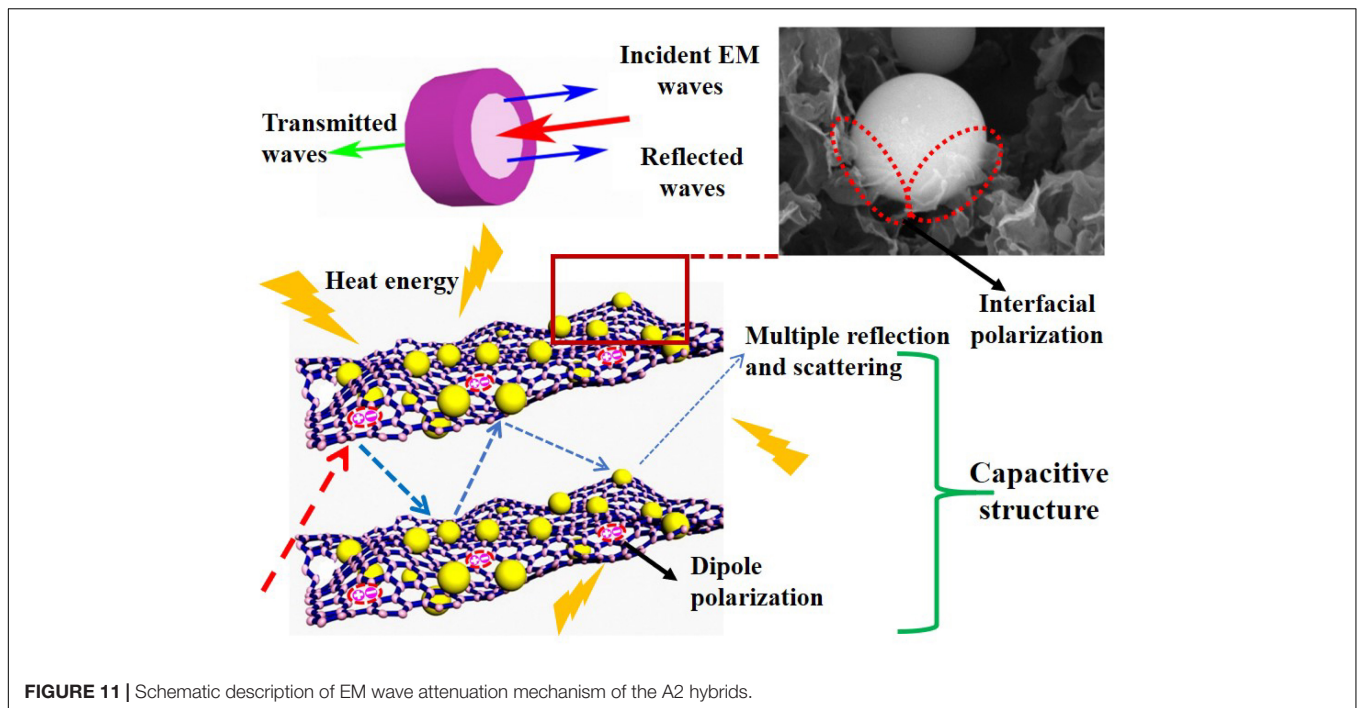 Incident EM
waves
Transmitted
waves
Reflected
waves
Heat energy
Interfacial
polarization
Multiple reflection
and scattering
Capacitive
structure
Dipole
polarization
FIGURE 11 | Schematic description of EM wave attenuation mechanism of the A2 hybrids.